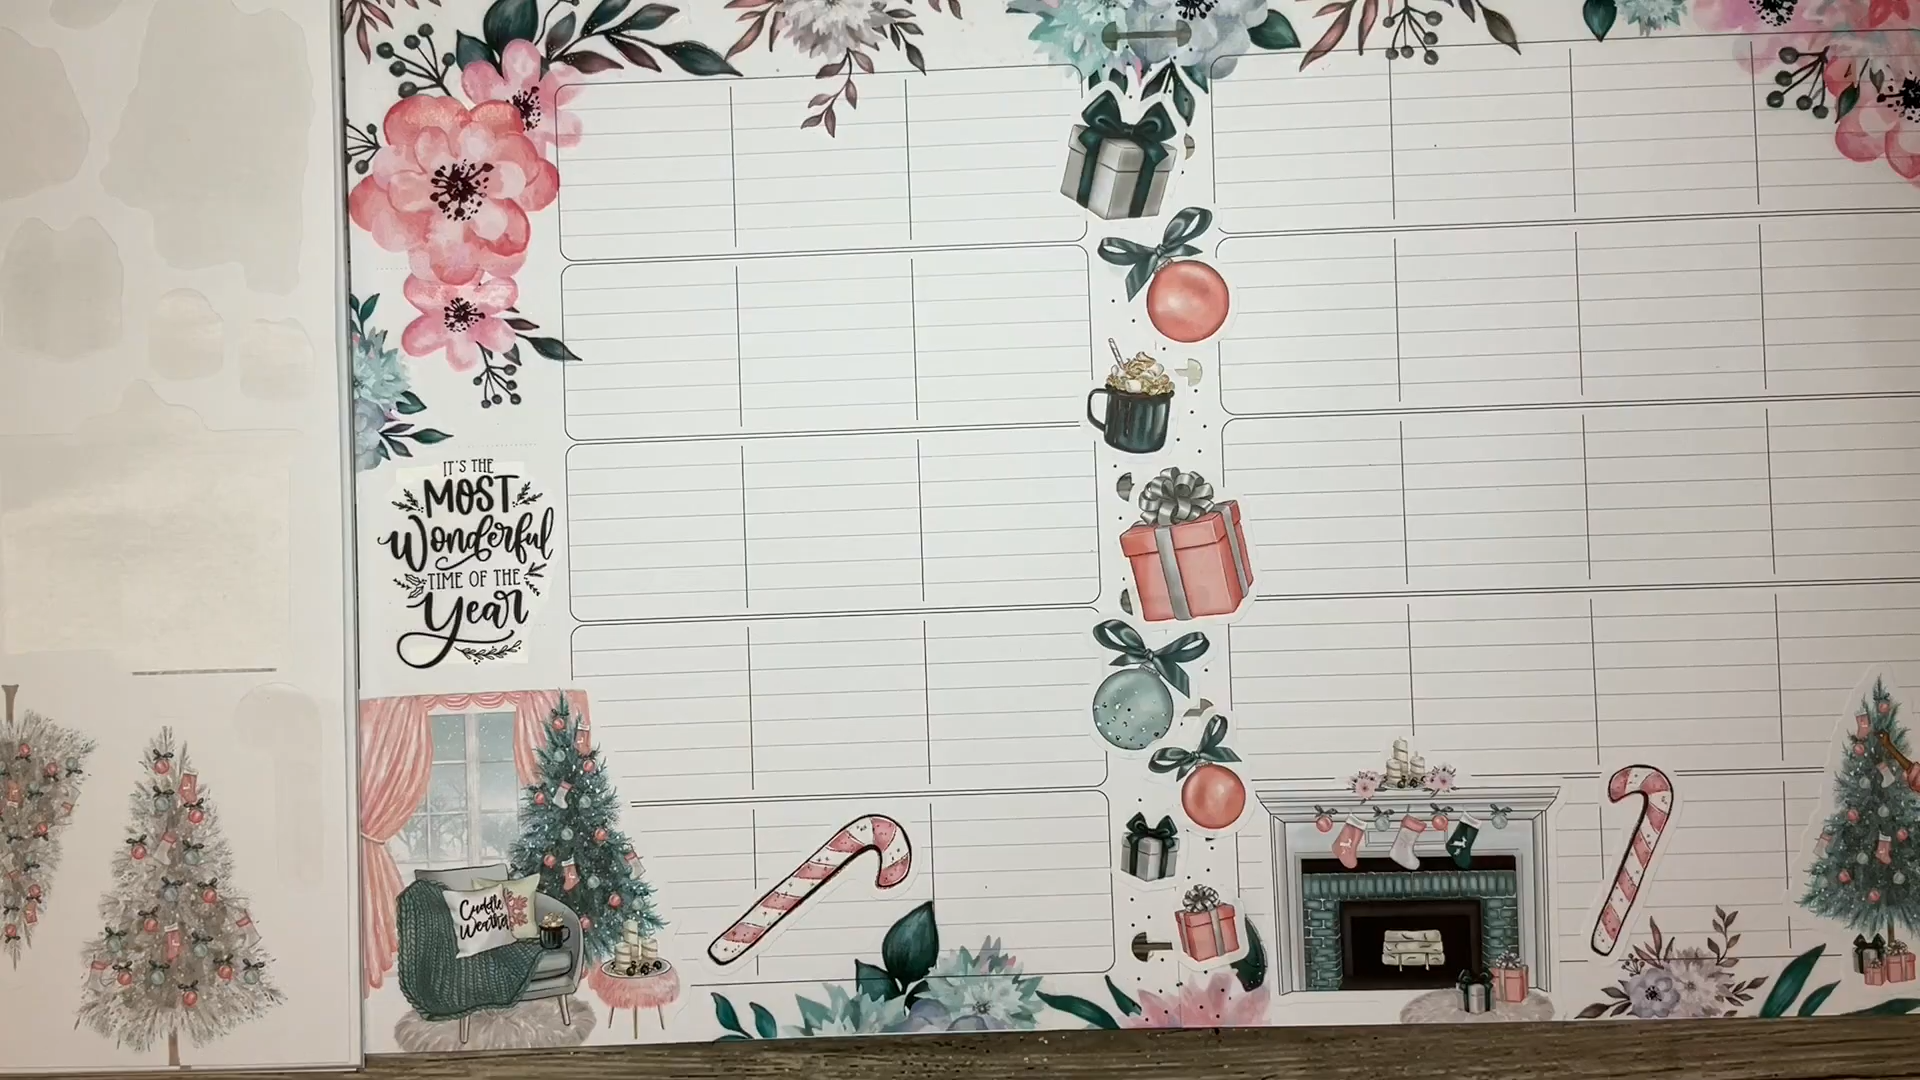 IT'S THE
MOST
Wonderful
TIME OF THE
Year
Cuddle
Weather